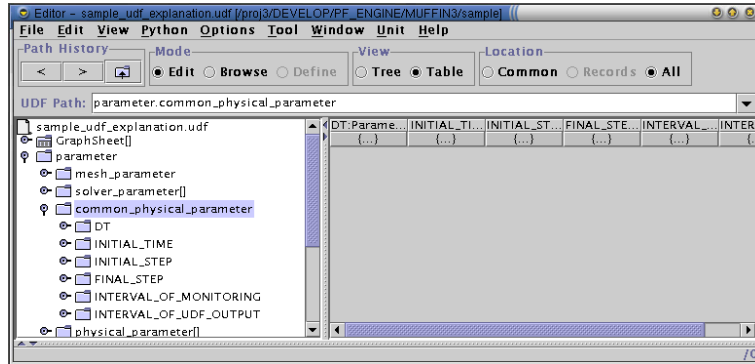 Editor – sample_udf_explanation.udf [/proj3/DEVELOP/PF_ENGINE/MUFFIN3/sample]
File Edit View Python Options Tool Window Unit Help
Path History Mode View Location
< > Edit Browse Define Tree Table Common Records All
UDF Path: parameter.common_physical_parameter
sample_udf_explanation.udf
GraphSheet[]
parameter
mesh_parameter
solver_parameter[]
common_physical_parameter
DT
INITIAL_TIME
INITIAL_STEP
FINAL_STEP
INTERVAL_OF_MONITORING
INTERVAL_OF_UDF_OUTPUT
physical_parameter[]
DT:Parame... INITIAL_TI... INITIAL_ST... FINAL_STE... INTERVAL_... INTER
{...} {...} {...} {...} {...} {.